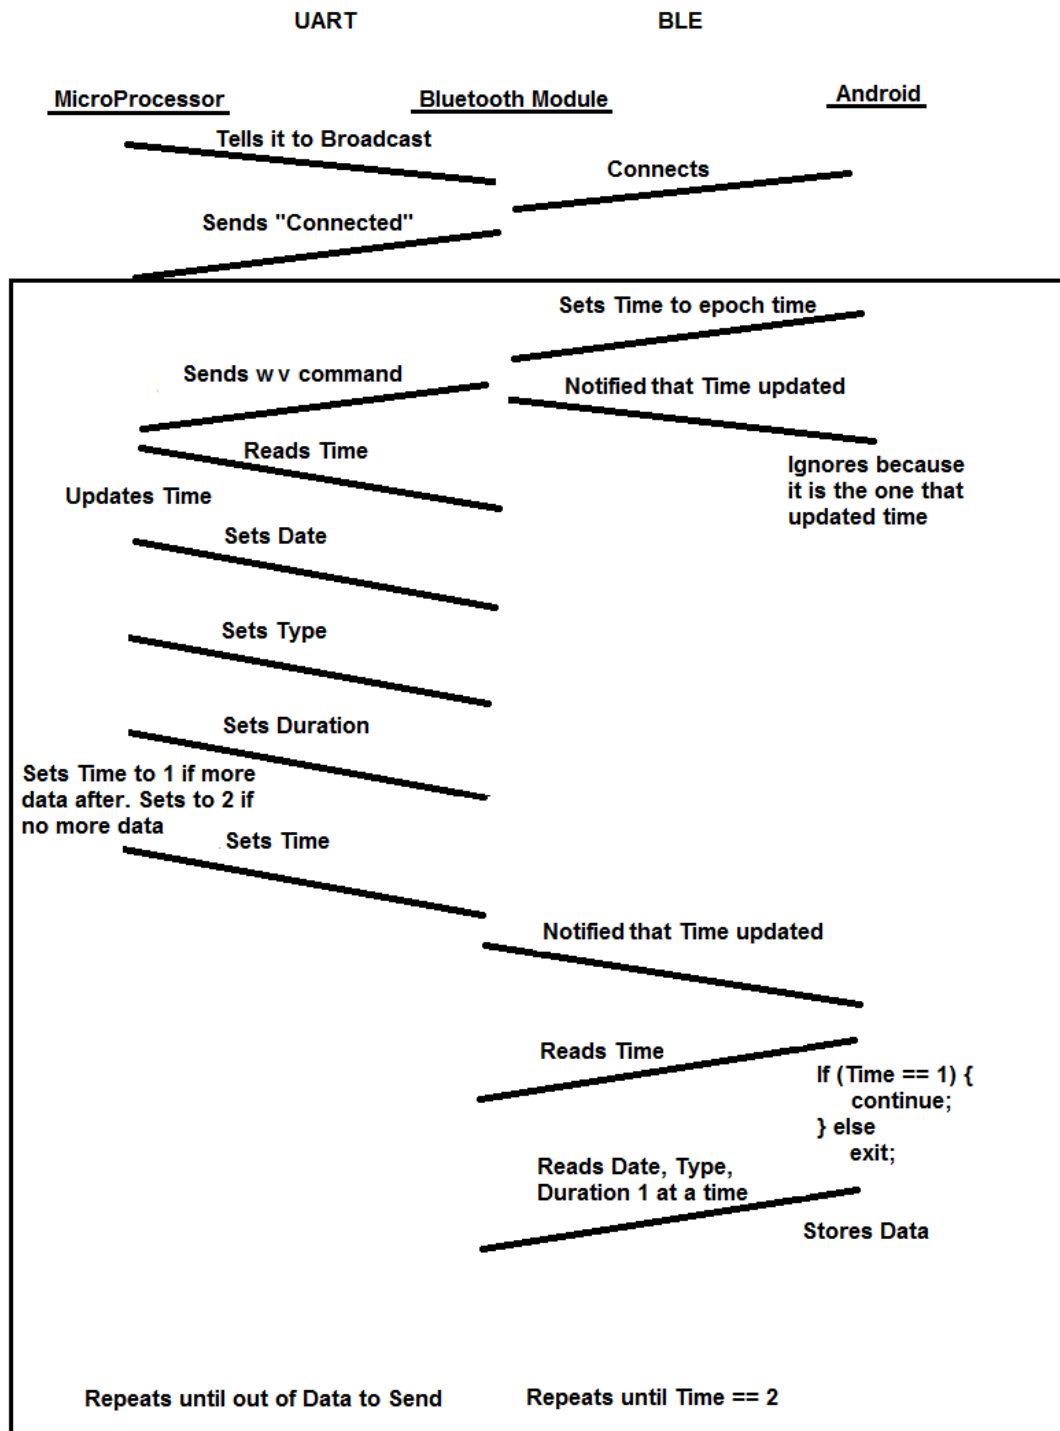 UART
BLE
MicroProcessor
Bluetooth Module
Android
Tells it to Broadcast
Connects
Sends "Connected"
Sets Time to epoch time
Sends w v command
Notified that Time updated
Reads Time
Ignores because
it is the one that
updated time
Updates Time
Sets Date
Sets Type
Sets Duration
Sets Time to 1 if more
data after. Sets to 2 if
no more data
Sets Time
Notified that Time updated
Reads Time
If (Time == 1) {
continue;
} else
exit;
Reads Date, Type,
Duration 1 at a time
Stores Data
Repeats until out of Data to Send
Repeats until Time == 2